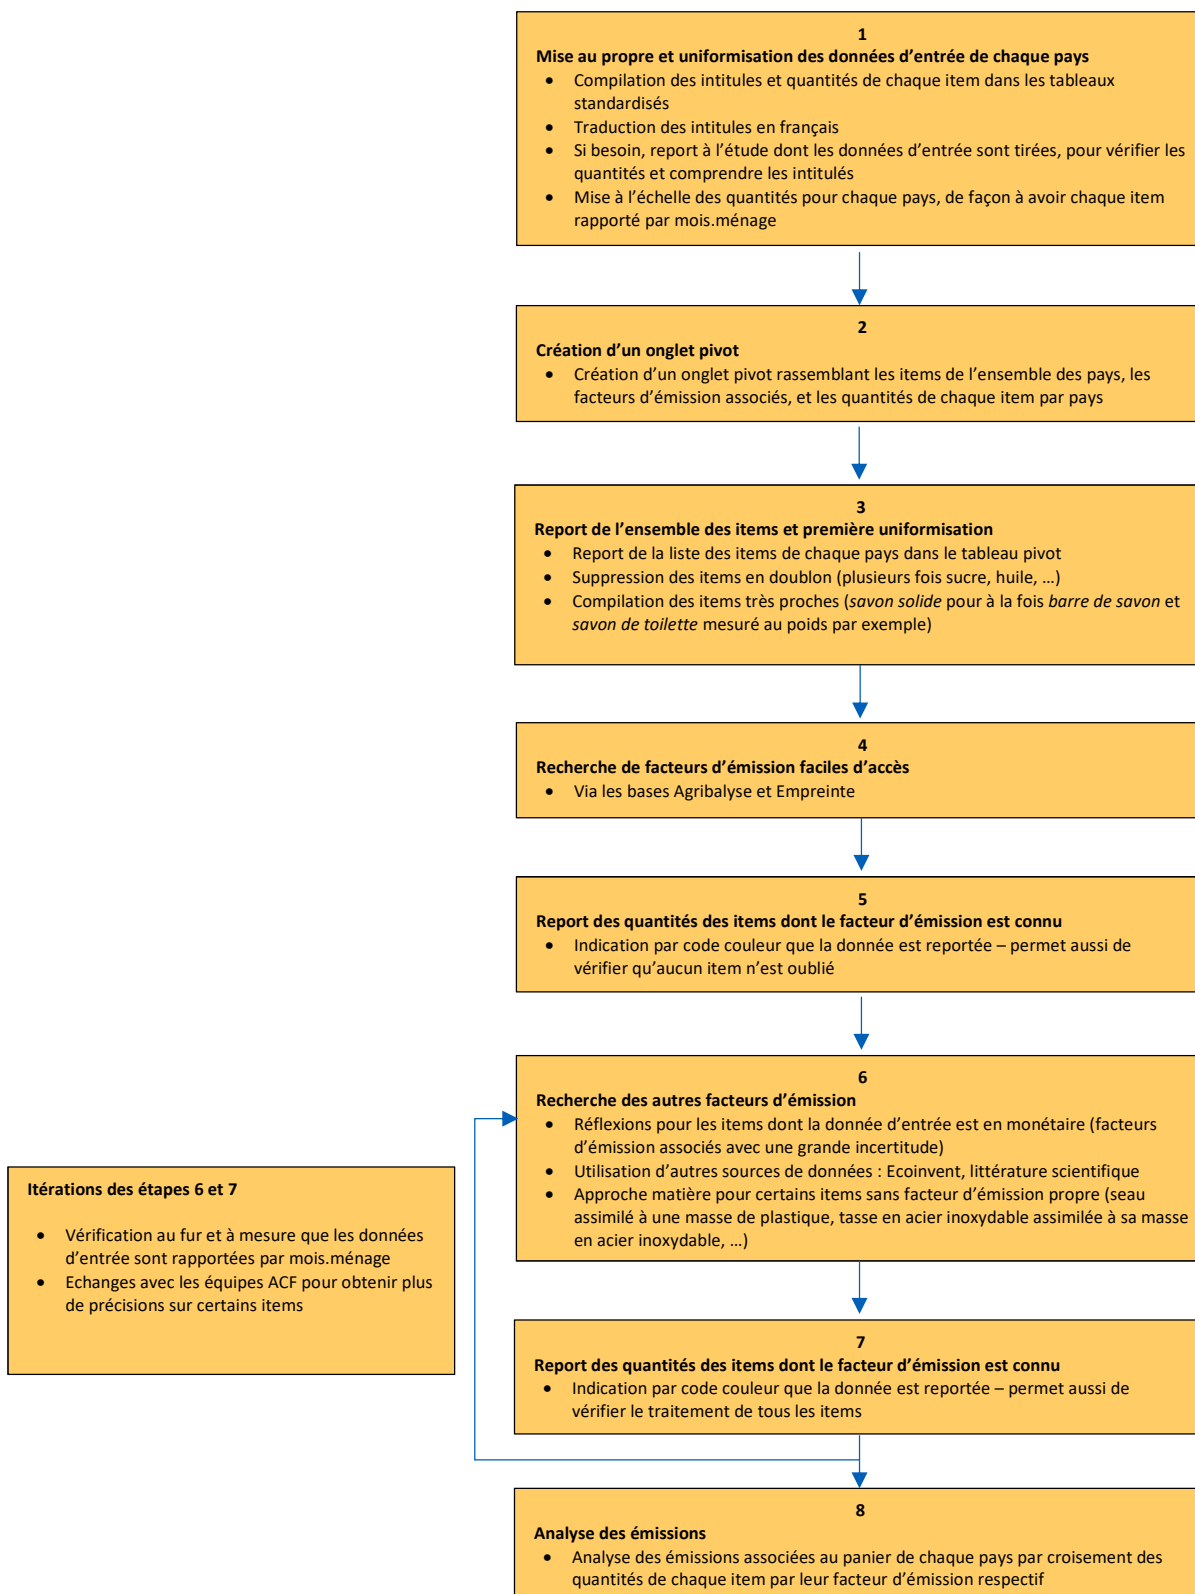 1
Mise au propre et uniformisation des données d’entrée de chaque pays
• Compilation des intitules et quantités de chaque item dans les tableaux
standardisés
• Traduction des intitules en français
• Si besoin, report à l’étude dont les données d’entrée sont tirées, pour vérifier les
quantités et comprendre les intitulés
• Mise à l’échelle des quantités pour chaque pays, de façon à avoir chaque item
rapporté par mois.ménage
2
Création d’un onglet pivot
• Création d’un onglet pivot rassemblant les items de l’ensemble des pays, les
facteurs d’émission associés, et les quantités de chaque item par pays
3
Report de l’ensemble des items et première uniformisation
• Report de la liste des items de chaque pays dans le tableau pivot
• Suppression des items en doublon (plusieurs fois sucre, huile, …)
• Compilation des items très proches (savon solide pour à la fois barre de savon et
savon de toilette mesuré au poids par exemple)
4
Recherche de facteurs d’émission faciles d’accès
• Via les bases Agribalyse et Empreinte
5
Report des quantités des items dont le facteur d’émission est connu
• Indication par code couleur que la donnée est reportée – permet aussi de
vérifier qu’aucun item n’est oublié
6
Recherche des autres facteurs d’émission
• Réflexions pour les items dont la donnée d’entrée est en monétaire (facteurs
d’émission associés avec une grande incertitude)
• Utilisation d’autres sources de données : Ecoinvent, littérature scientifique
• Approche matière pour certains items sans facteur d’émission propre (seau
assimilé à une masse de plastique, tasse en acier inoxydable assimilée à sa masse
en acier inoxydable, …)
Itérations des étapes 6 et 7
• Vérification au fur et à mesure que les données
d’entrée sont rapportées par mois.ménage
• Echanges avec les équipes ACF pour obtenir plus
de précisions sur certains items
7
Report des quantités des items dont le facteur d’émission est connu
• Indication par code couleur que la donnée est reportée – permet aussi de
vérifier le traitement de tous les items
8
Analyse des émissions
• Analyse des émissions associées au panier de chaque pays par croisement des
quantités de chaque item par leur facteur d’émission respectif